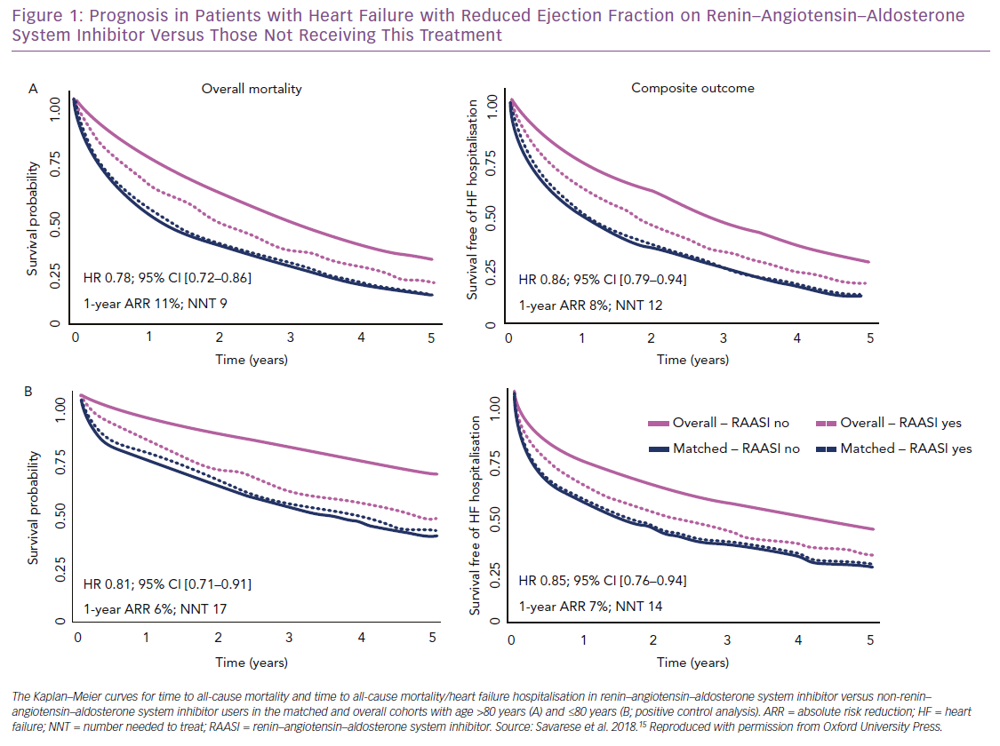 Figure 1: Prognosis in Patients with Heart Failure with Reduced Ejection Fraction on Renin–Angiotensin–Aldosterone
System Inhibitor Versus Those Not Receiving This Treatment
A
Overall mortality
Survival probability
1.00
0.75
0.50
0.25
0
HR 0.78; 95% CI [0.72–0.86]
1-year ARR 11%; NNT 9
0 1 2 3 4 5
Time (years)
Composite outcome
Survival free of HF hospitalisation
1.00
0.75
0.50
0.25
0
HR 0.86; 95% CI [0.79–0.94]
1-year ARR 8%; NNT 12
0 1 2 3 4 5
Time (years)
B
Survival probability
1.00
0.75
0.50
0.25
0
HR 0.81; 95% CI [0.71–0.91]
1-year ARR 6%; NNT 17
0 1 2 3 4 5
Time (years)
Survival free of HF hospitalisation
1.00
0.75
0.50
0.25
0
Overall – RAASI no Overall – RAASI yes
Matched – RAASI no Matched – RAASI yes
HR 0.85; 95% CI [0.76–0.94]
1-year ARR 7%; NNT 14
0 1 2 3 4 5
Time (years)
The Kaplan–Meier curves for time to all-cause mortality and time to all-cause mortality/heart failure hospitalisation in renin–angiotensin–aldosterone system inhibitor versus non-renin–
angiotensin–aldosterone system inhibitor users in the matched and overall cohorts with age >80 years (A) and ≤80 years (B; positive control analysis). ARR = absolute risk reduction; HF = heart
failure; NNT = number needed to treat; RAASI = renin–angiotensin–aldosterone system inhibitor. Source: Savarese et al. 2018.15 Reproduced with permission from Oxford University Press.